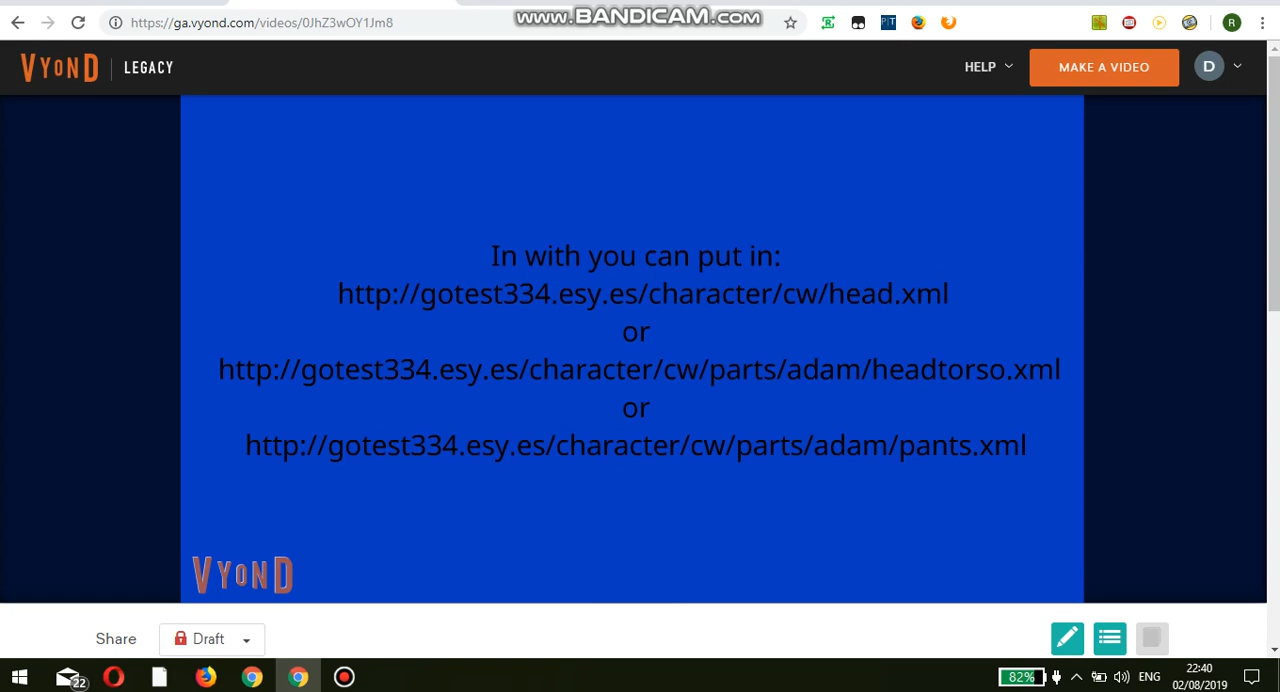 https://ga.vyond.com/videos/0JhZ3wOY1Jm8
www.BANDICAM.com
VYOND
LEGACY
HELP
MAKE A VIDEO
D
R
In with you can put in:
http://gotest334.esy.es/character/cw/head.xml
or
http://gotest334.esy.es/character/cw/parts/adam/headtorso.xml
or
http://gotest334.esy.es/character/cw/parts/adam/pants.xml
VYOND
Share
Draft
22
82%
ENG
22:40
02/08/2019